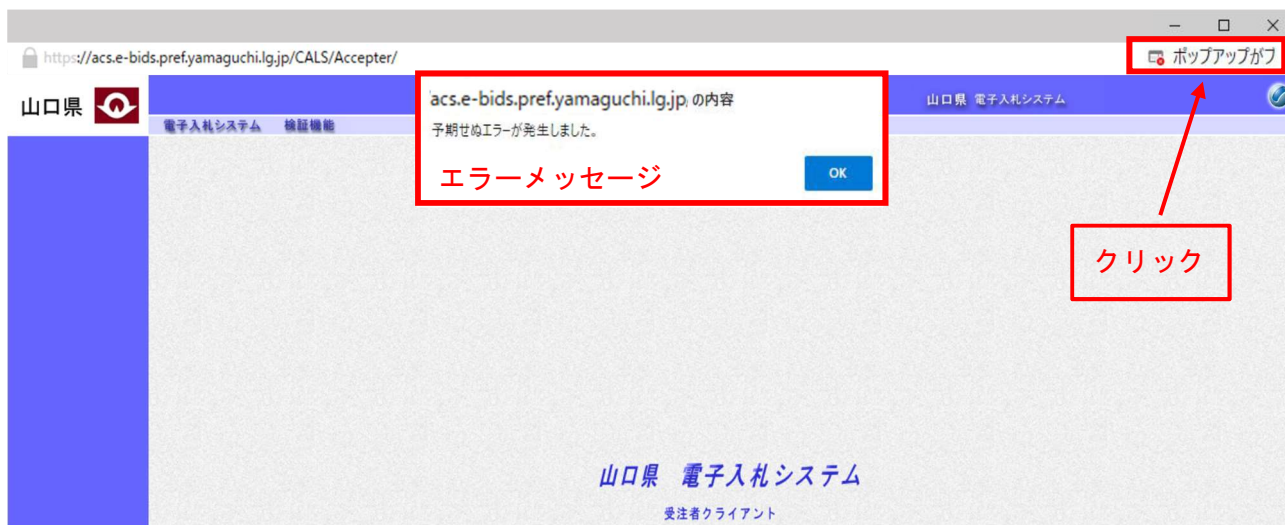 https://acs.e-bids.pref.yamaguchi.lg.jp/CALS/Accepter/
ポップアップがブ
山口県
acs.e-bids.pref.yamaguchi.lg.jp の内容
予期せぬエラーが発生しました。
エラーメッセージ
OK
山口県 電子入札システム
電子入札システム 検証機能
クリック
山口県 電子入札システム
受注者クライアント